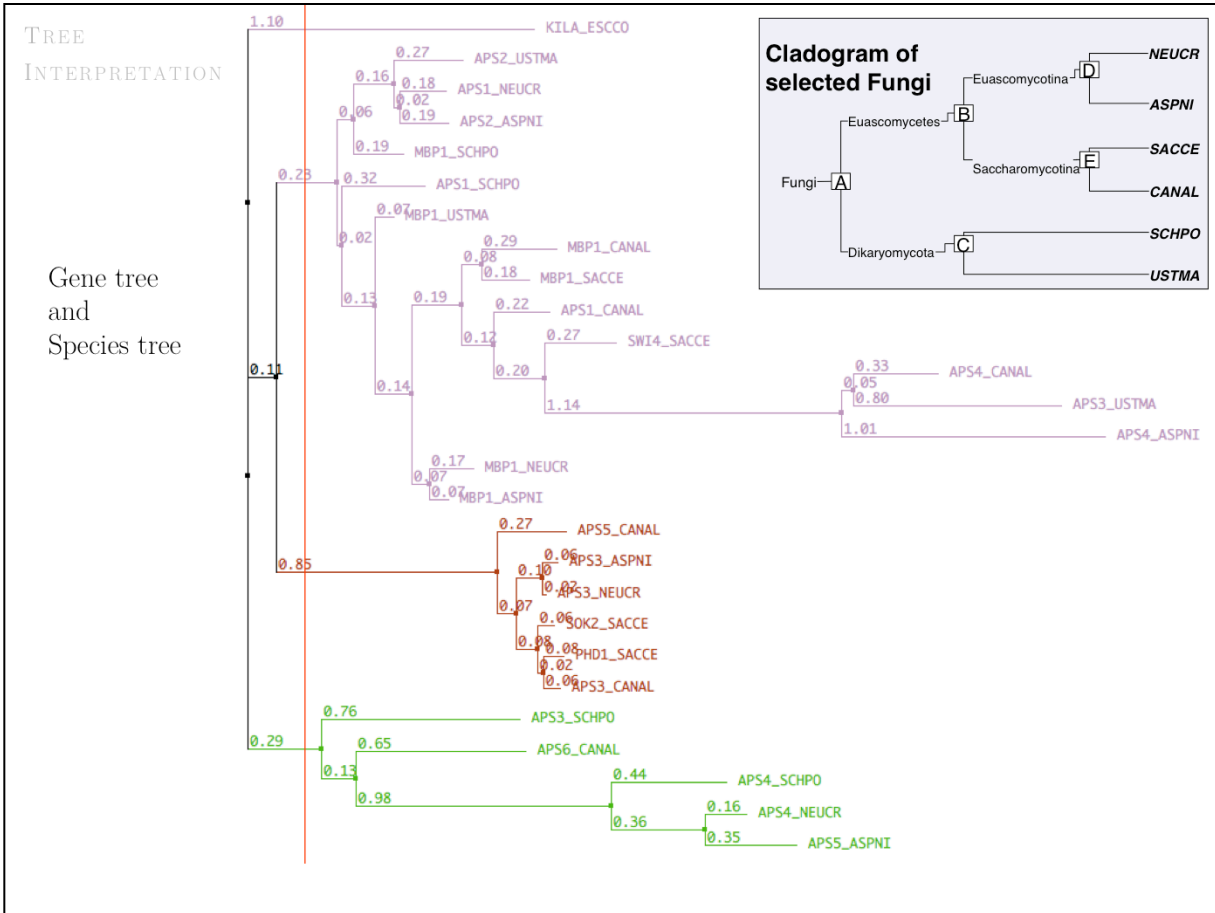 TREE
INTERPRETATION
Gene tree
and
Species tree
1.10 KILA_ESCCO
0.27 APS2_USTMA
0.16
0.18 APS1_NEUCR
0.02
0.19 APS2_ASPNI
0.06
0.19 MBP1_SCHPO
0.23
0.32 APS1_SCHPO
0.07 MBP1_USTMA
0.02
0.29 MBP1_CANAL
0.08
0.18 MBP1_SACCE
0.13
0.19
0.22 APS1_CANAL
0.12
0.27 SWI4_SACCE
0.20
0.33 APS4_CANAL
0.05
0.80 APS3_USTMA
0.14
1.14
1.01 APS4_ASPNI
0.11
0.17 MBP1_NEUCR
0.07
0.07 MBP1_ASPNI
0.27 APS5_CANAL
0.06 APS3_ASPNI
0.10
0.85
0.02 APS3_NEUCR
0.07
0.06 SOK2_SACCE
0.08
0.08 PHD1_SACCE
0.02
0.06 APS3_CANAL
0.76 APS3_SCHPO
0.29
0.65 APS6_CANAL
0.13
0.44 APS4_SCHPO
0.98
0.16 APS4_NEUCR
0.36
0.35 APS5_ASPNI
Cladogram of
selected Fungi
NEUCR
Euascomycotina D
ASPNI
Euascomycetes B
SACCE
Saccharomycotina E
CANAL
Fungi A
SCHPO
Dikaryomycota C
USTMA